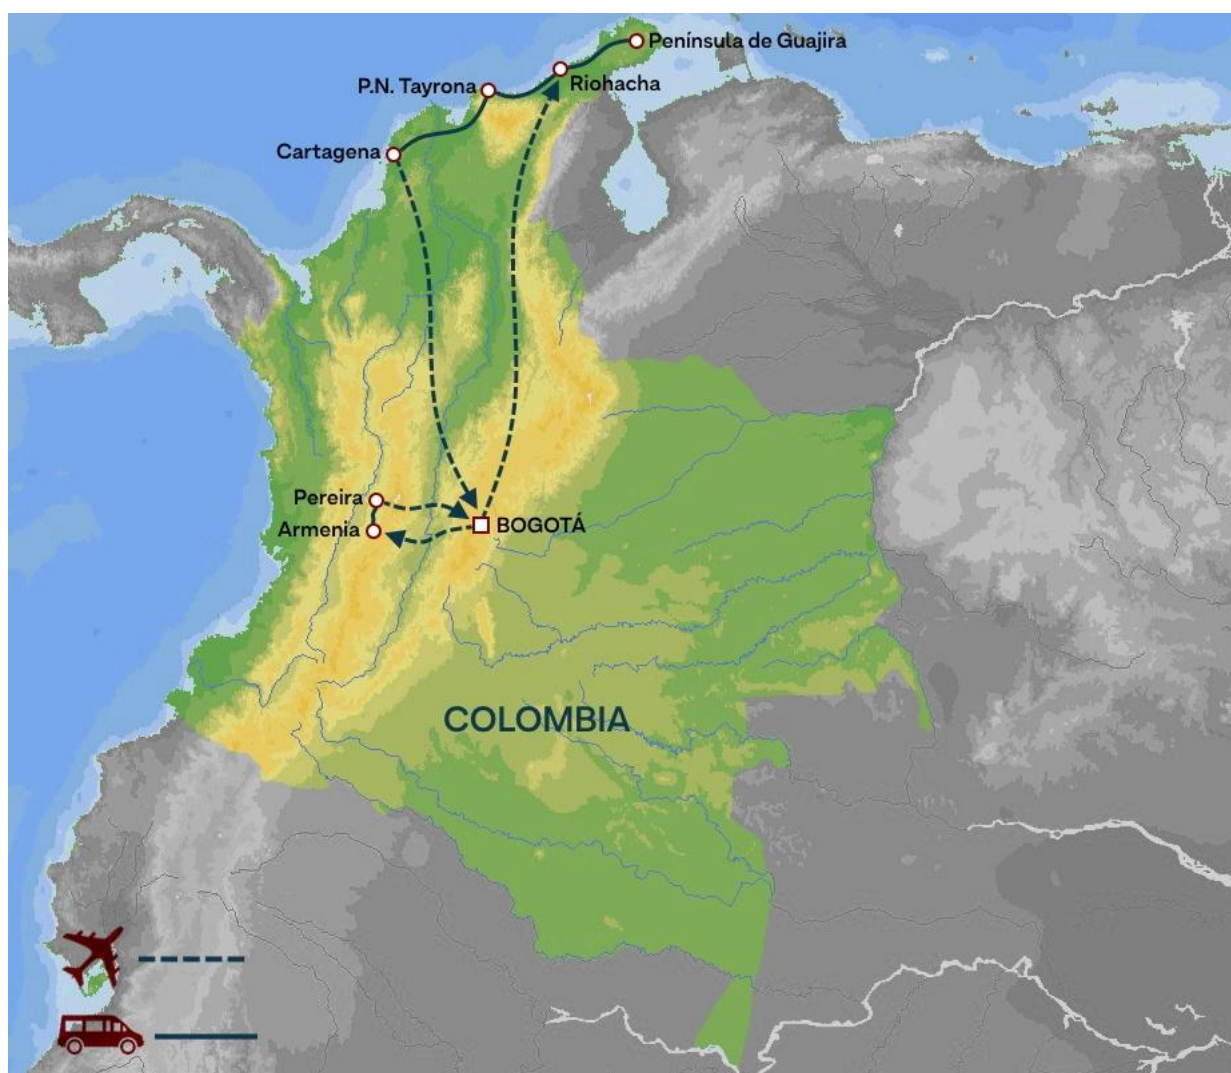 Península de Guajira
P.N. Tayrona
Riohacha
Cartagena
Pereira
Armenia
BOGOTÁ
COLOMBIA